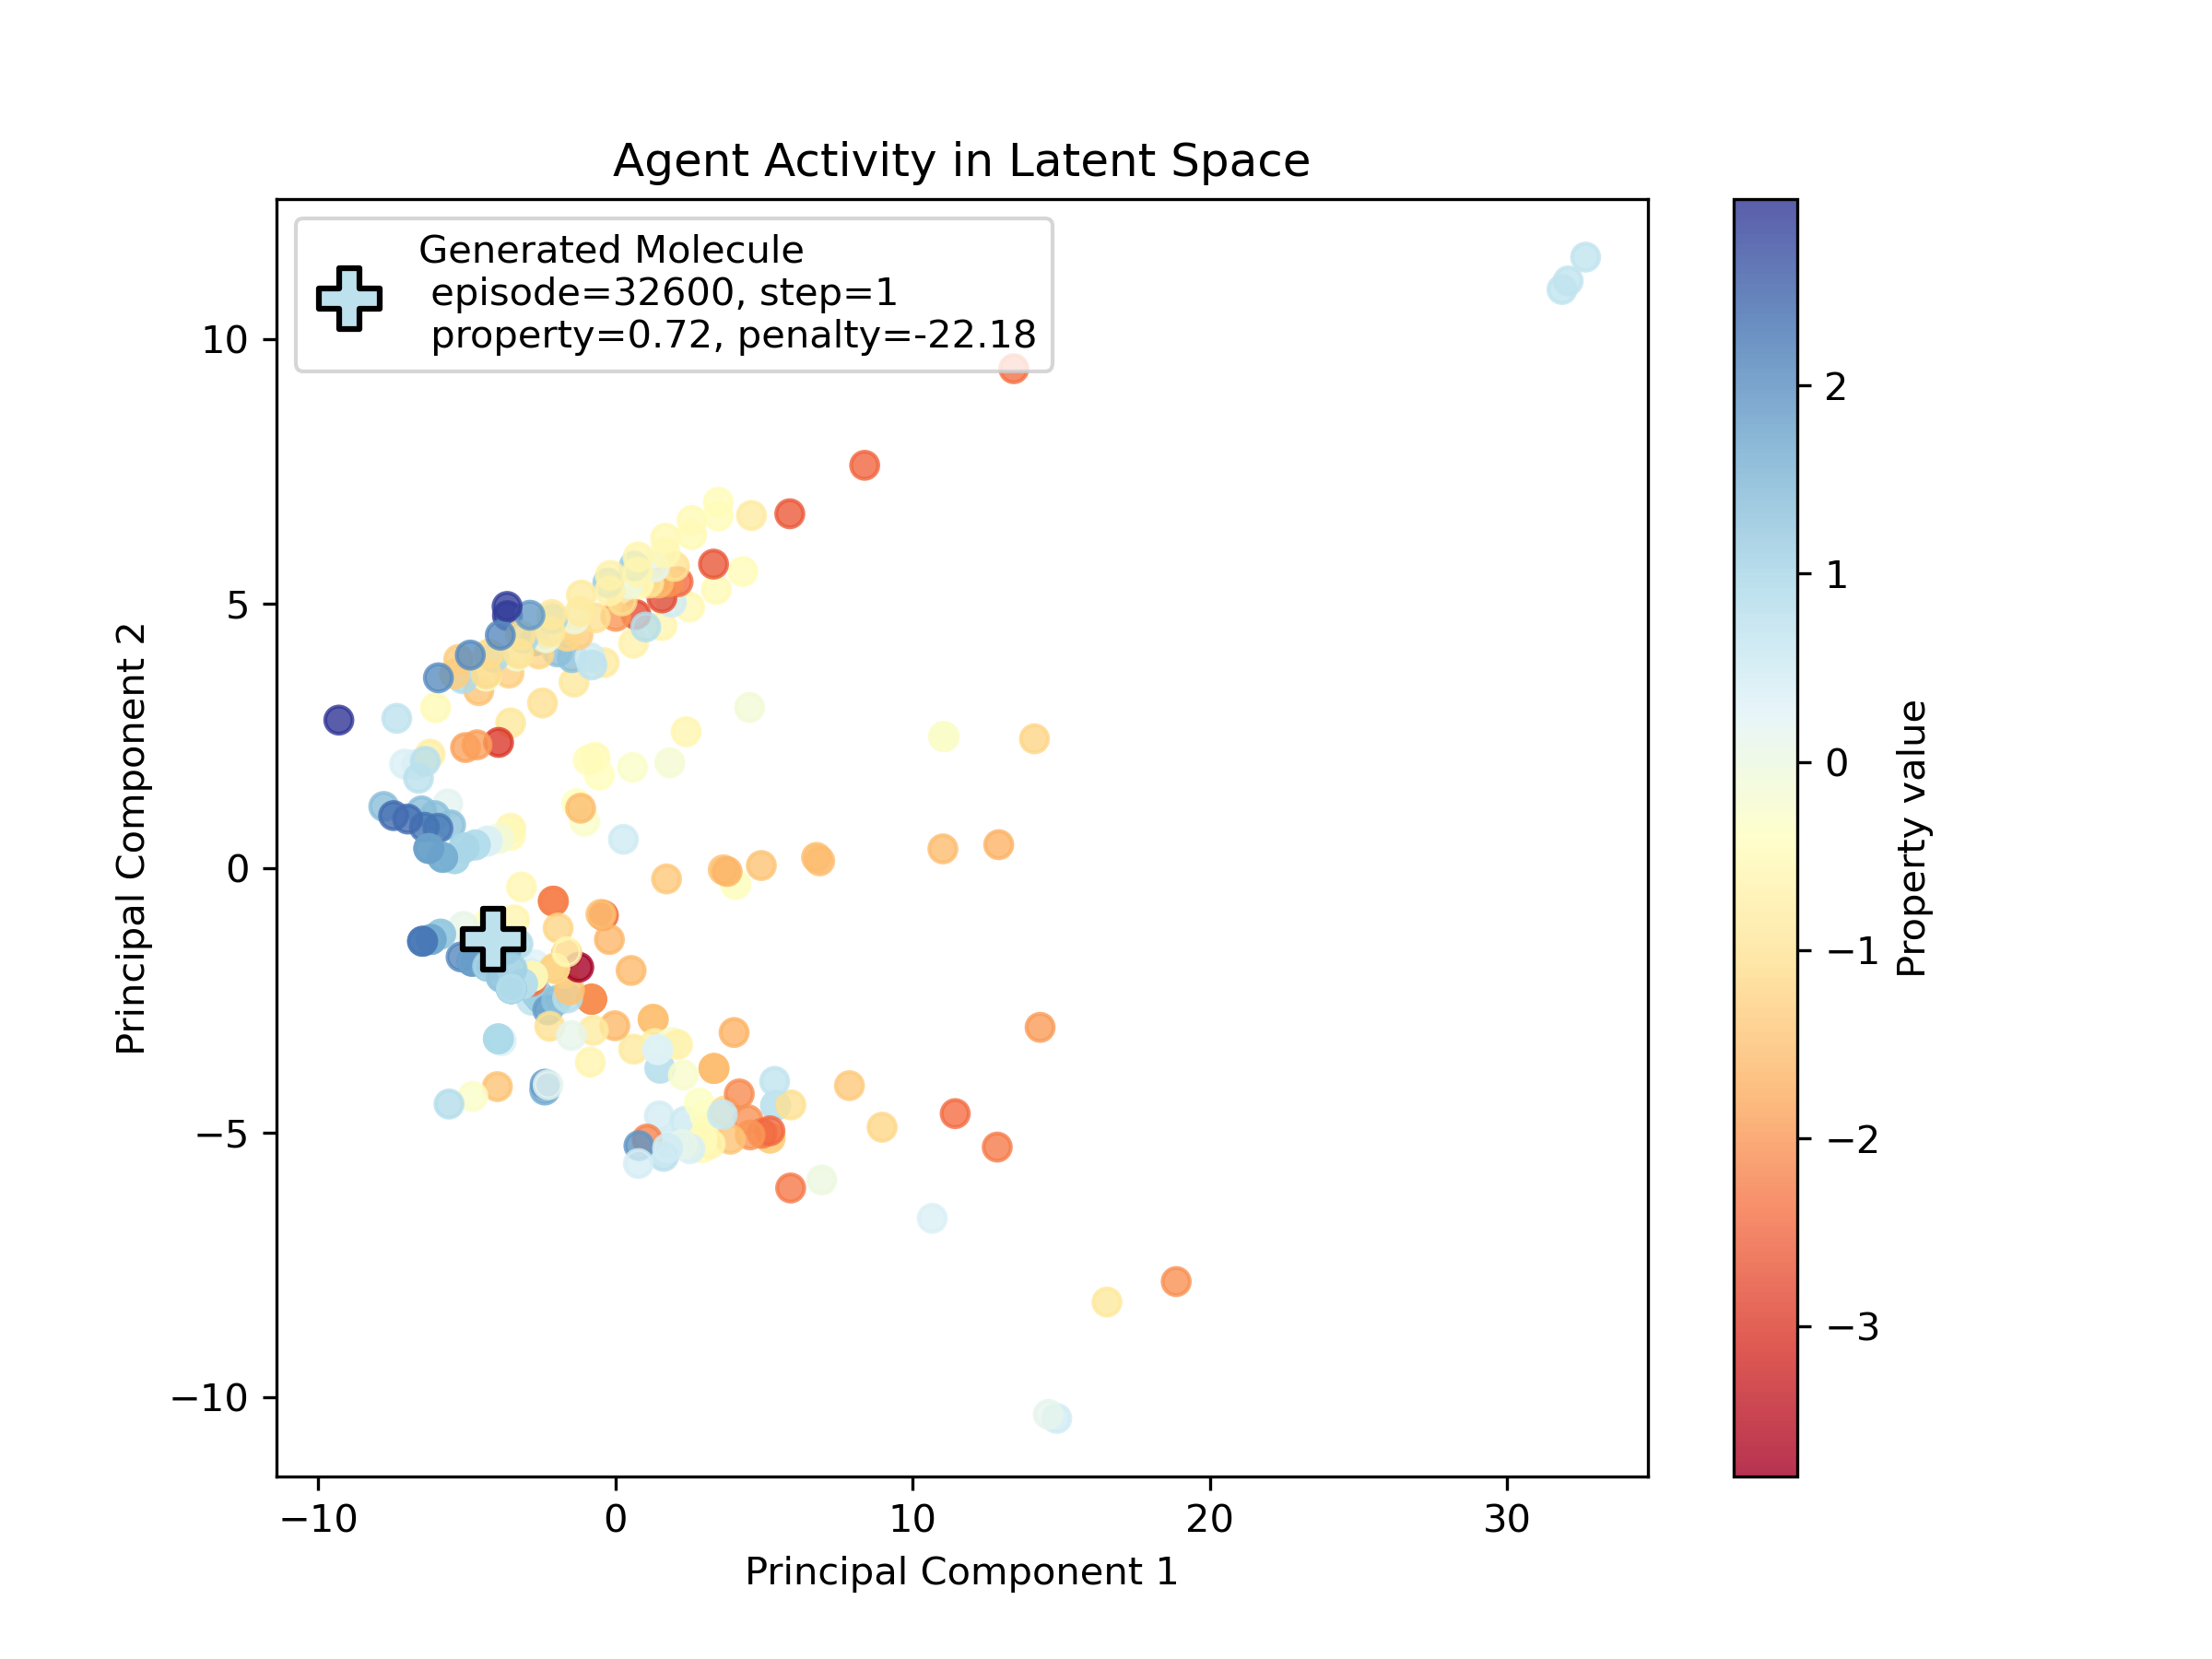 Agent Activity in Latent Space
Generated Molecule
episode=32600, step=1
property=0.72, penalty=-22.18
10
5
0
−5
−10
Principal Component 2
−10
0
10
20
30
Principal Component 1
2
1
0
−1
−2
−3
Property value